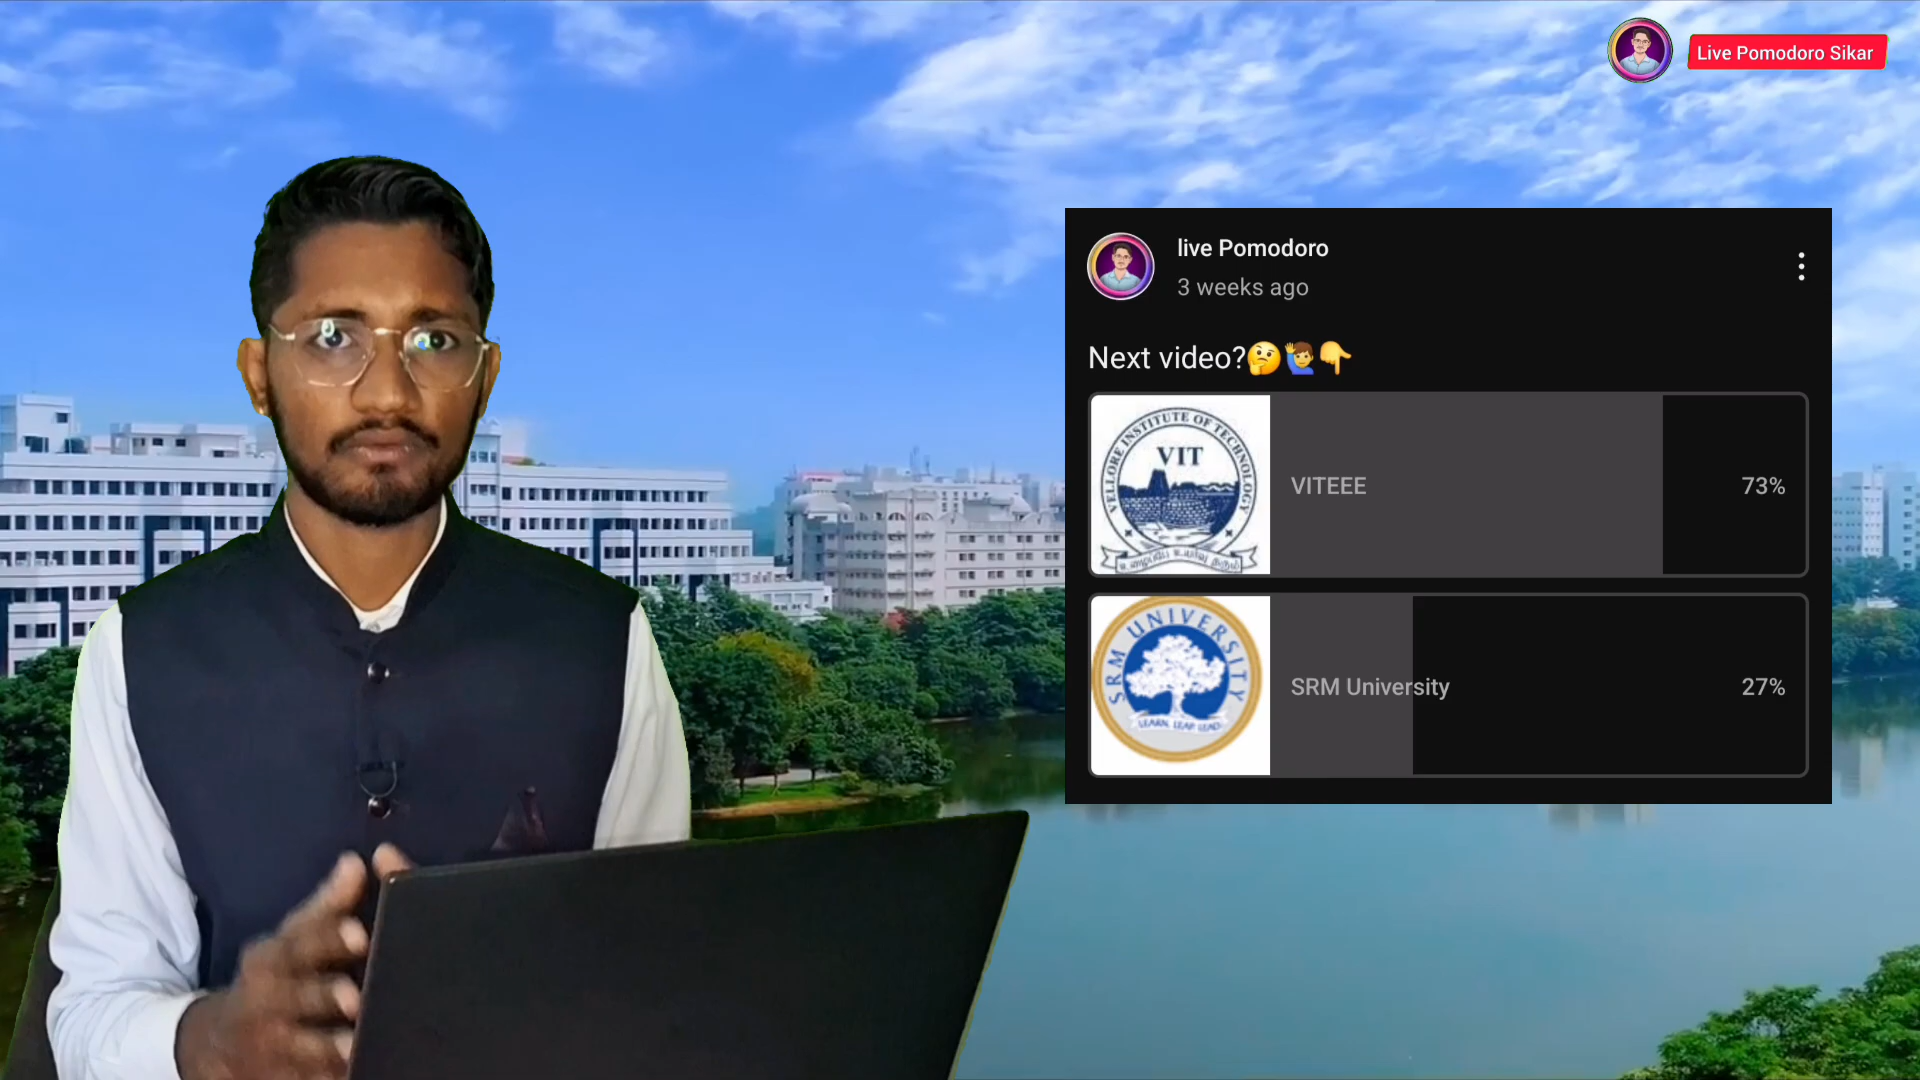 Live Pomodoro Sikar
live Pomodoro
3 weeks ago
Next video?🤔🙋‍♂️👇
VELLORE INSTITUTE OF TECHNOLOGY
VIT
VITEEE
73%
SRM UNIVERSITY
LEARN. LEAP. LEAD
SRM University
27%